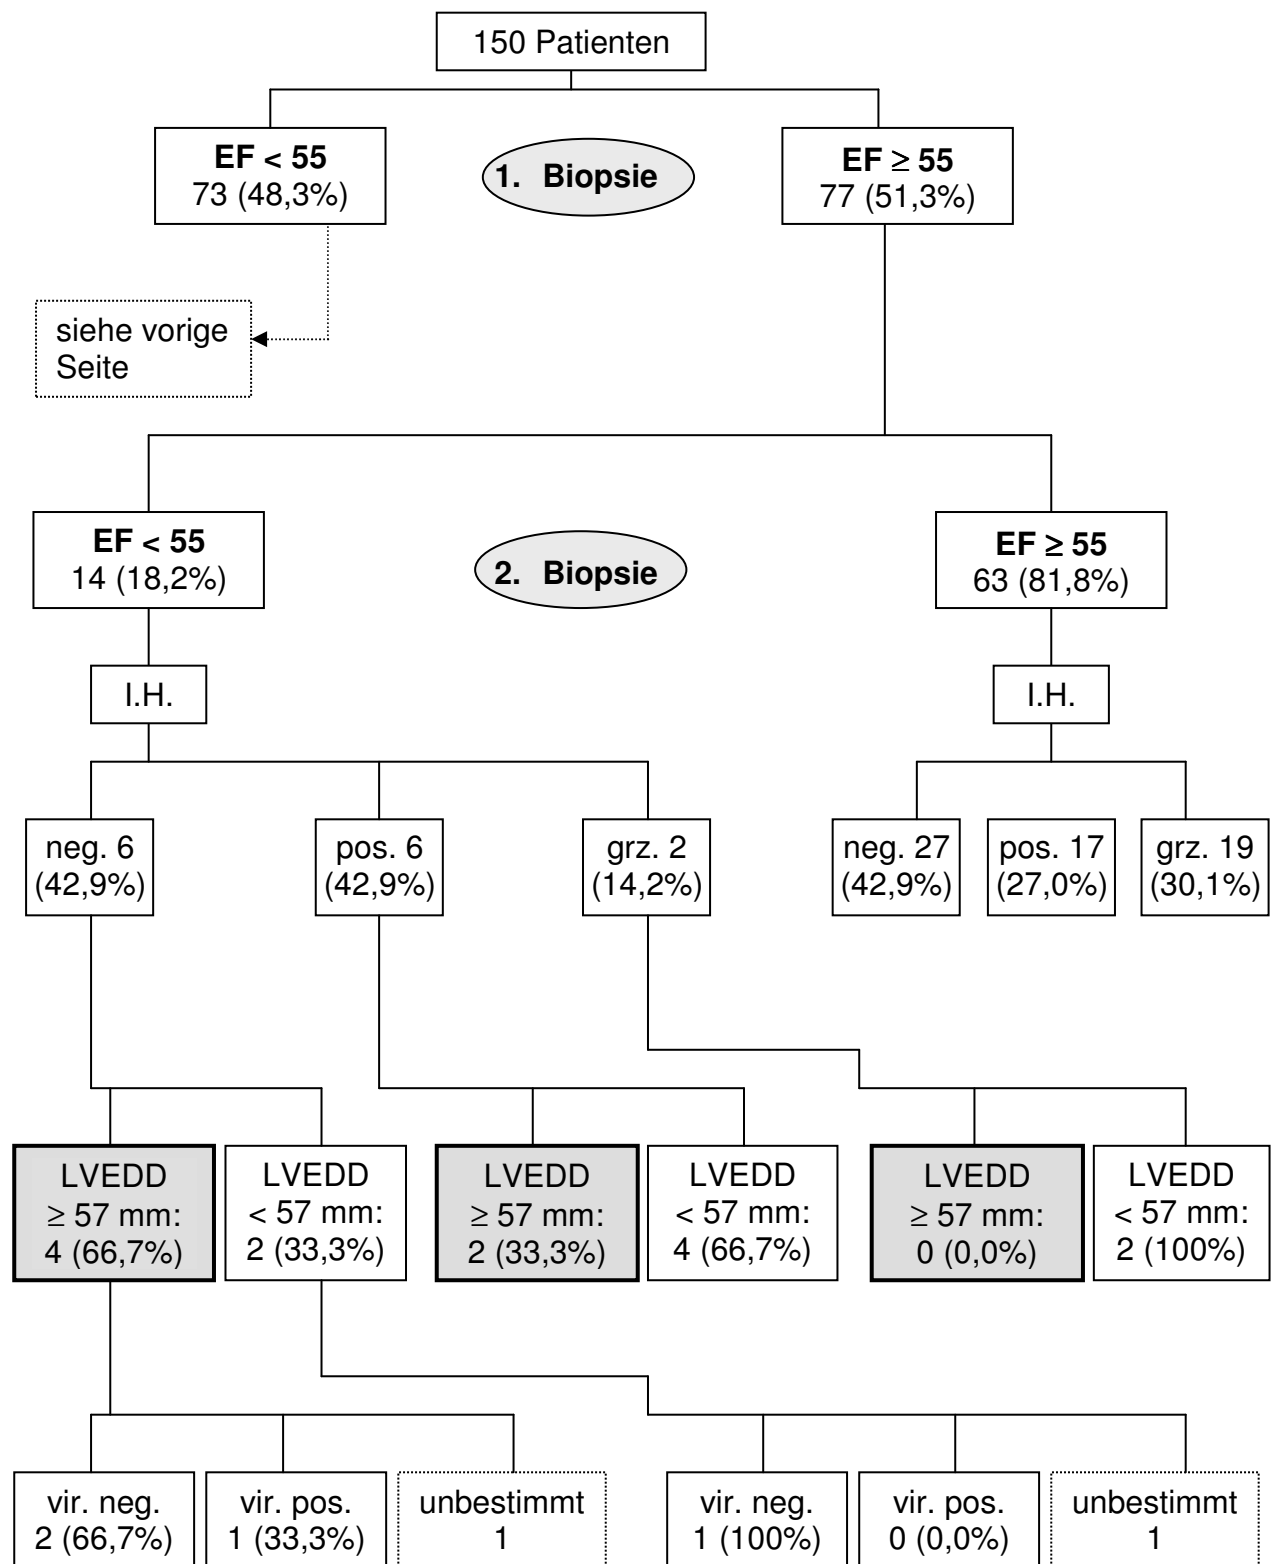 150 Patienten
EF < 55
73 (48,3%)
1. Biopsie
EF ≥ 55
77 (51,3%)
siehe vorige
Seite
EF < 55
14 (18,2%)
2. Biopsie
EF ≥ 55
63 (81,8%)
I.H.
I.H.
neg. 6
(42,9%)
pos. 6
(42,9%)
grz. 2
(14,2%)
neg. 27
(42,9%)
pos. 17
(27,0%)
grz. 19
(30,1%)
LVEDD
≥ 57 mm:
4 (66,7%)
LVEDD
< 57 mm:
2 (33,3%)
LVEDD
≥ 57 mm:
2 (33,3%)
LVEDD
< 57 mm:
4 (66,7%)
LVEDD
≥ 57 mm:
0 (0,0%)
LVEDD
< 57 mm:
2 (100%)
vir. neg.
2 (66,7%)
vir. pos.
1 (33,3%)
unbestimmt
1
vir. neg.
1 (100%)
vir. pos.
0 (0,0%)
unbestimmt
1